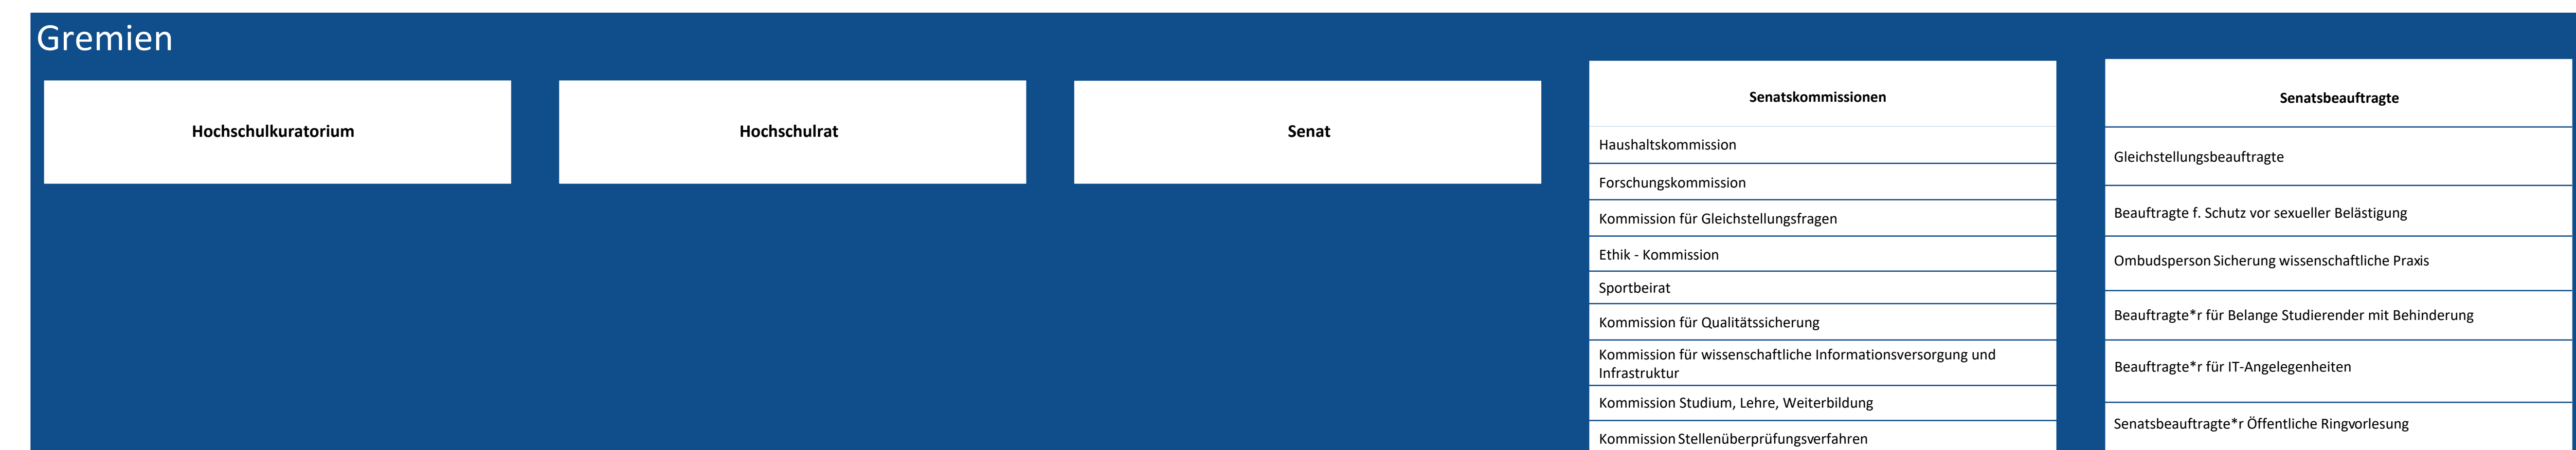 Gremien
Hochschulkuratorium
Hochschulrat
Senat
Senatskommissionen
Haushaltskommission
Forschungskommission
Kommission für Gleichstellungsfragen
Ethik - Kommission
Sportbeirat
Kommission für Qualitätssicherung
Kommission für wissenschaftliche Informationsversorgung und
Infrastruktur
Kommission Studium, Lehre, Weiterbildung
Kommission Stellenüberprüfungsverfahren
Senatsbeauftragte
Gleichstellungsbeauftragte
Beauftragte f. Schutz vor sexueller Belästigung
Ombudsperson Sicherung wissenschaftliche Praxis
Beauftragte*r für Belange Studierender mit Behinderung
Beauftragte*r für IT-Angelegenheiten
Senatsbeauftragte*r Öffentliche Ringvorlesung